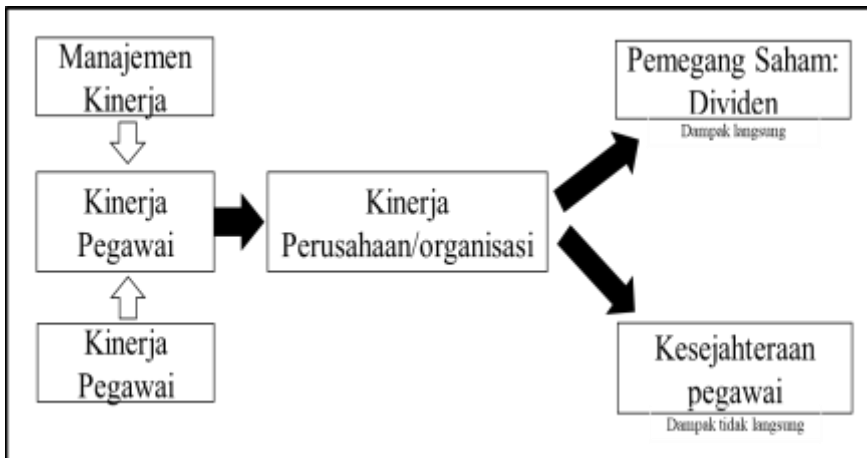 Manajemen
Kinerja
Kinerja
Pegawai
Kinerja
Pegawai
Kinerja
Perusahaan/organisasi
Pemegang Saham:
Dividen
Dampak langsung
Kesejahteraan
pegawai
Dampak tidak langsung